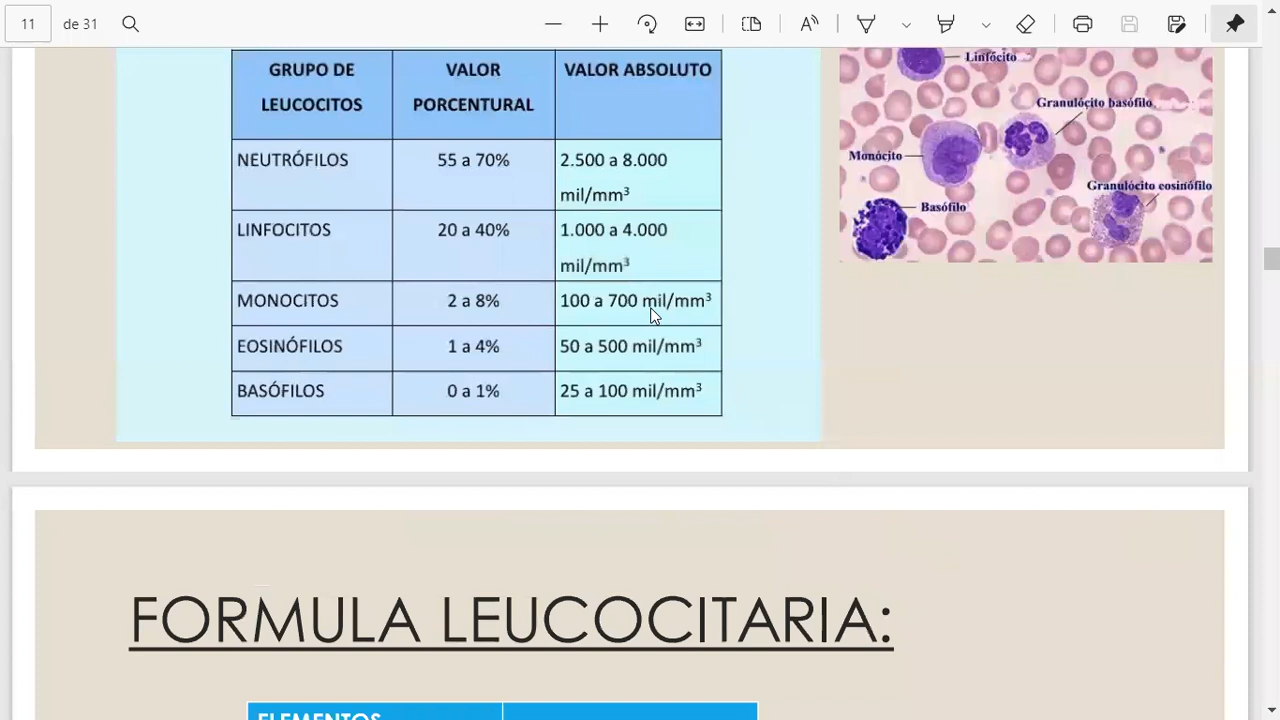 11 de 31
GRUPO DE
LEUCOCITOS
VALOR
PORCENTURAL
VALOR ABSOLUTO
NEUTRÓFILOS
55 a 70%
2.500 a 8.000
mil/mm³
LINFOCITOS
20 a 40%
1.000 a 4.000
mil/mm³
MONOCITOS
2 a 8%
100 a 700 mil/mm³
EOSINÓFILOS
1 a 4%
50 a 500 mil/mm³
BASÓFILOS
0 a 1%
25 a 100 mil/mm³
Linfócito
Granulócito basófilo
Monócito
Granulócito eosinófilo
Basófilo
FORMULA LEUCOCITARIA:
ELEMENTOS